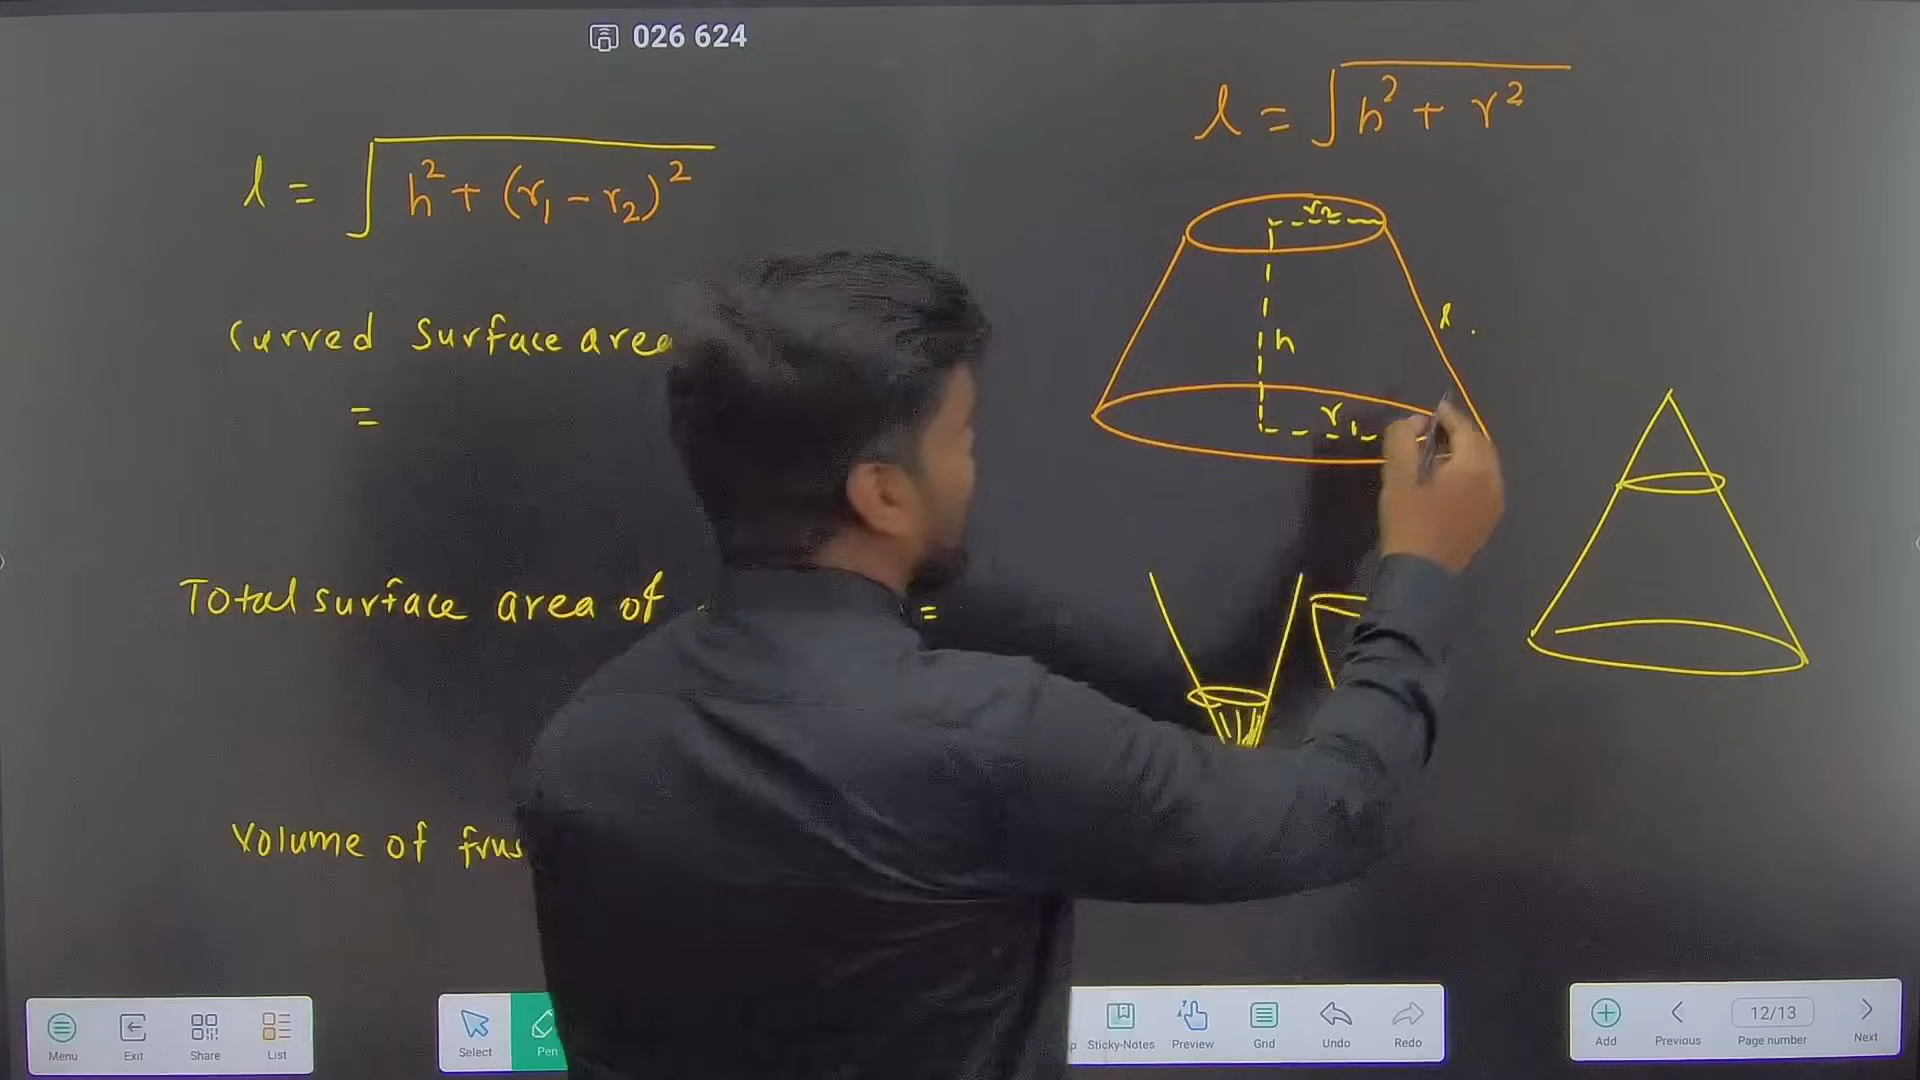 026 624
l = √h² + r²
l = √h² + (r₁ - r₂)²
r₂
Curved surface area
l
h
=
r₁
Total surface area of
=
Volume of frus
Menu
Exit
Share
List
Select
Pen
Sticky-Notes
Preview
Grid
Undo
Redo
Add
Previous
12/13
Page number
Next